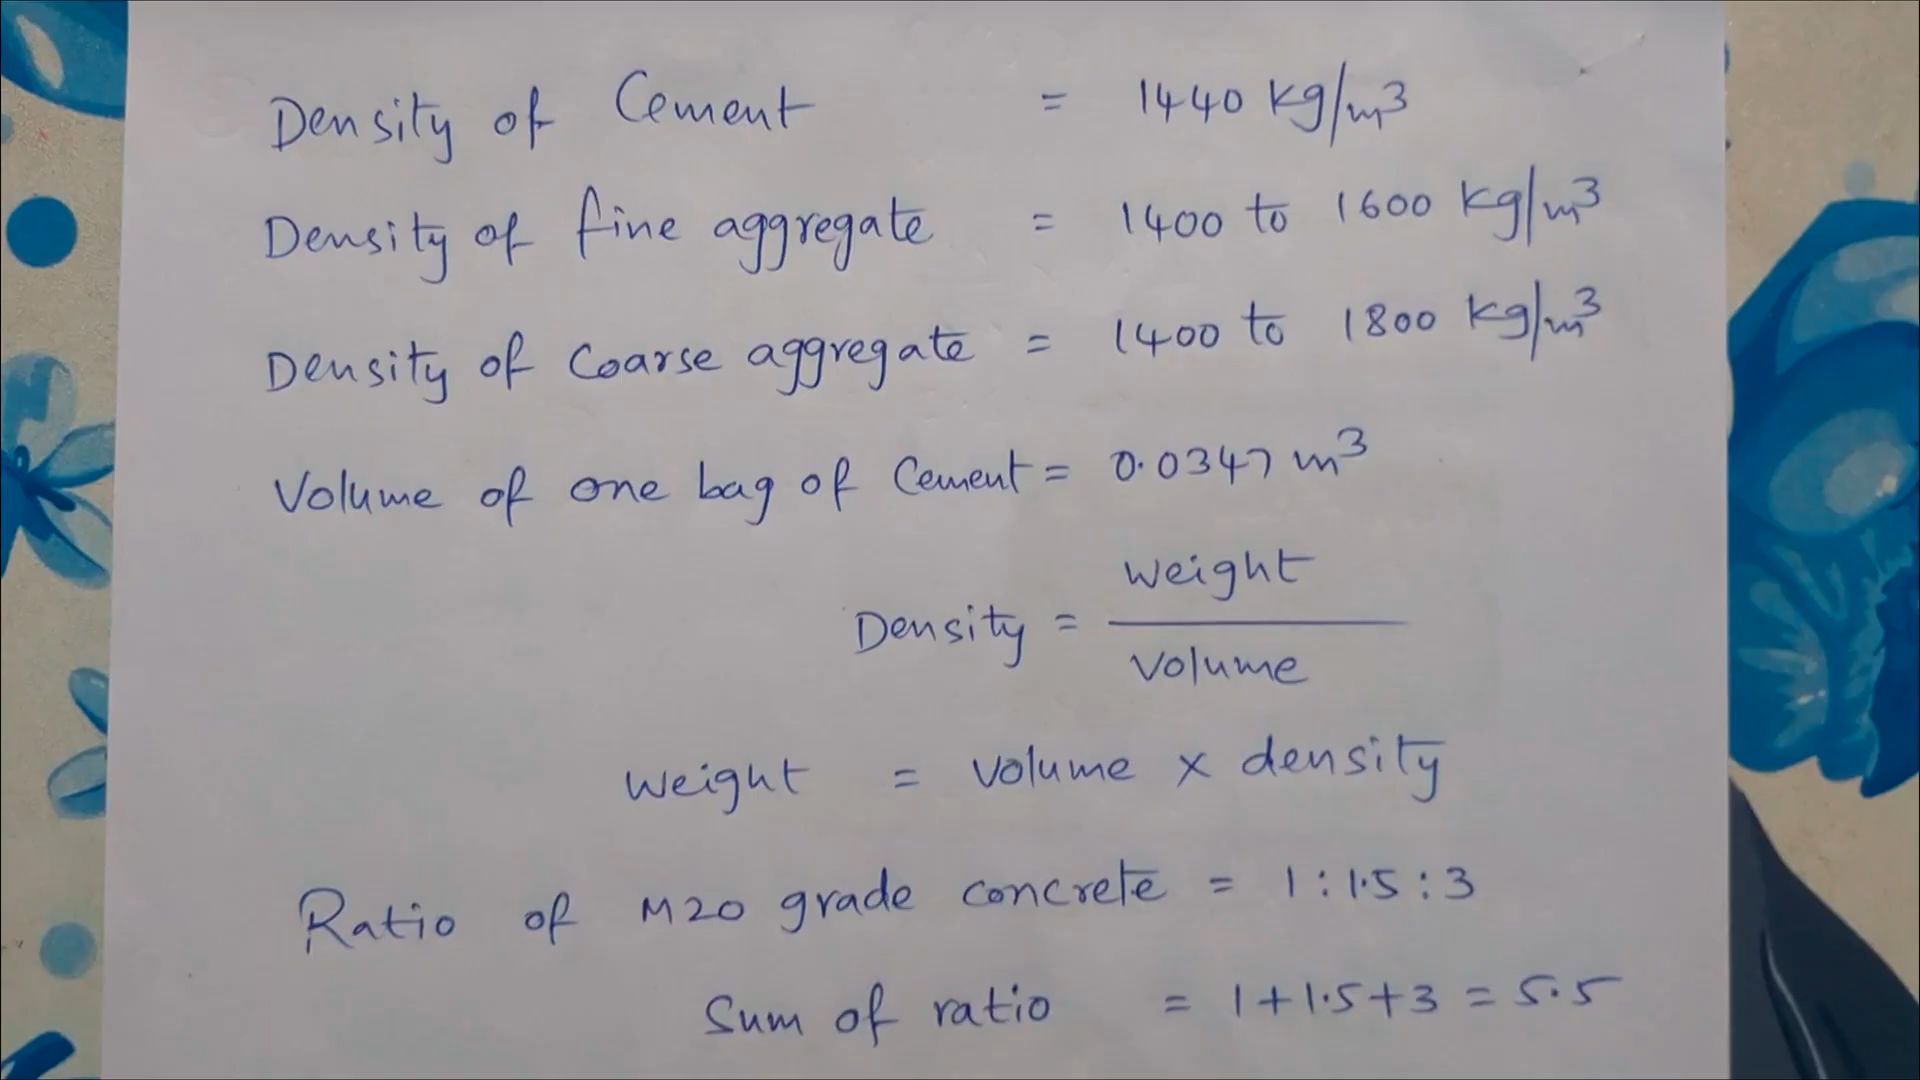 Density of Cement = 1440 kg/m³
Density of fine aggregate = 1400 to 1600 kg/m³
Density of Coarse aggregate = 1400 to 1800 kg/m³
Volume of one bag of Cement = 0.0347 m³
Density = weight / volume
weight = volume x density
Ratio of M20 grade concrete = 1 : 1.5 : 3
Sum of ratio = 1 + 1.5 + 3 = 5.5